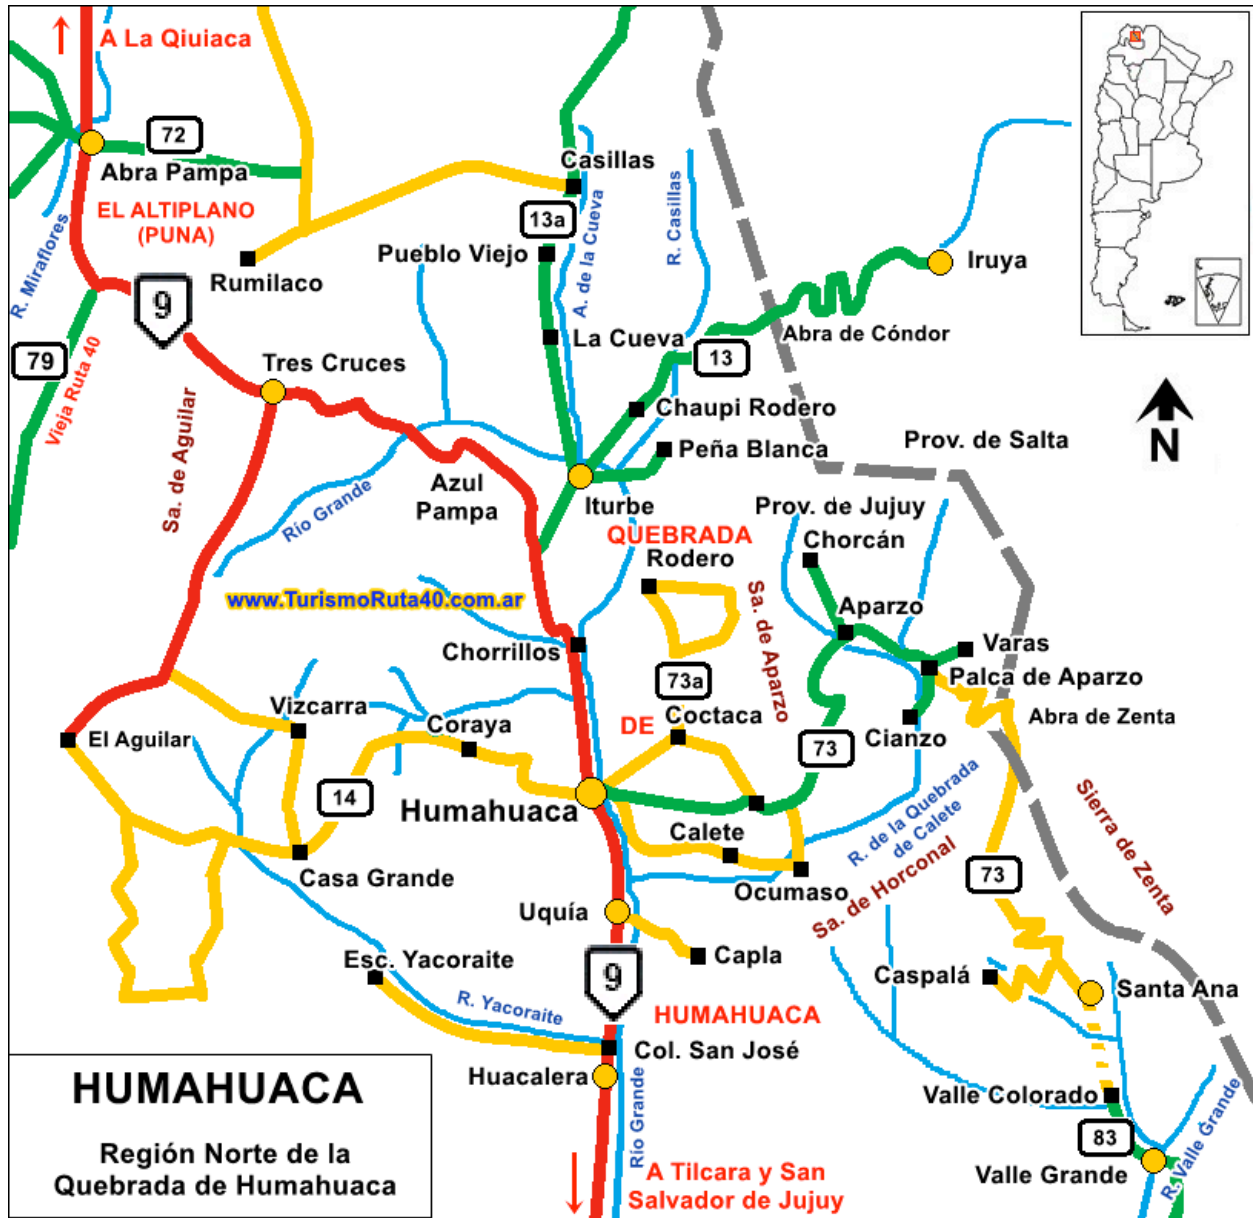 A La Qiuiaca
72
Abra Pampa
EL ALTIPLANO
(PUNA)
R. Miraflores
Casillas
13a
A. de la Cueva
R. Casillas
Pueblo Viejo
Rumilaco
Iruya
9
79
Vieja Ruta 40
Tres Cruces
La Cueva
13
Abra de Cóndor
Sa. de Aguilar
Chaupi Rodero
Peña Blanca
Prov. de Salta
N
Azul
Pampa
Río Grande
Iturbe
Prov. de Jujuy
QUEBRADA
Rodero
Chorcán
www.TurismoRuta40.com.ar
Sa. de Aparzo
Aparzo
Varas
Chorrillos
Palca de Aparzo
73a
Vizcarra
Coraya
Coctaca
DE
Abra de Zenta
El Aguilar
Cianzo
73
14
Humahuaca
Calete
R. de la Quebrada
de Calete
Sierra de Zenta
Casa Grande
Ocumaso
73
Sa. de Horconal
Uquía
Capla
Esc. Yacoraite
9
Caspalá
Santa Ana
R. Yacoraite
HUMAHUACA
Col. San José
Huacalera
Río Grande
Valle Colorado
83
R. Valle Grande
Valle Grande
A Tilcara y San
Salvador de Jujuy
HUMAHUACA
Región Norte de la
Quebrada de Humahuaca